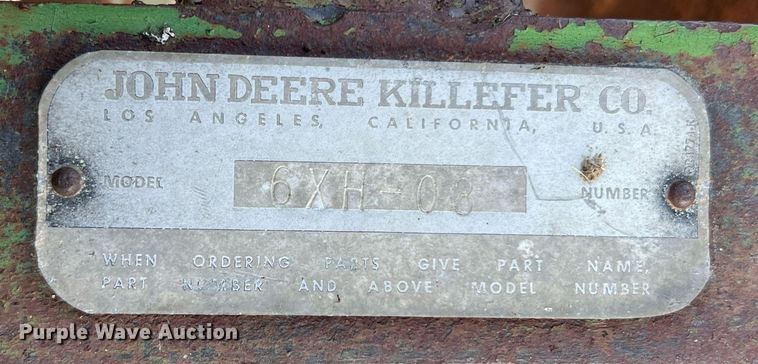 JOHN DEERE KILLEFER CO.
LOS ANGELES, CALIFORNIA, U.S.A.
MODEL 6XH-08 NUMBER
WHEN ORDERING PARTS GIVE PART NAME,
PART NUMBER AND ABOVE MODEL NUMBER
Purple Wave Auction